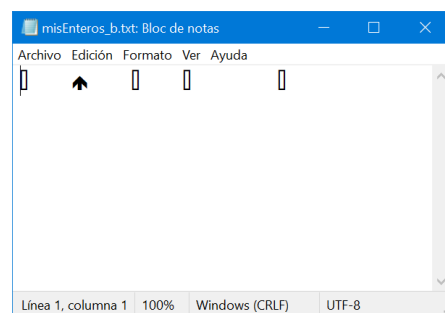 misEnteros_b.txt: Bloc de notas
Archivo Edición Formato Ver Ayuda
▯ ♠ ▯ ▯ ▯
Línea 1, columna 1 100% Windows (CRLF) UTF-8